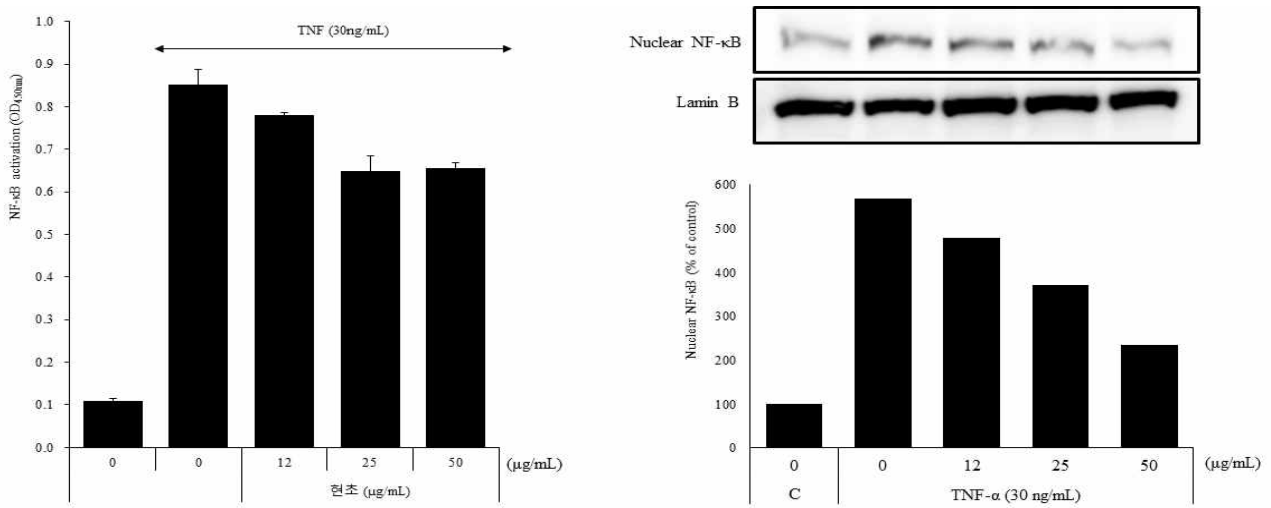 TNF (30ng/mL)
NF-κB activation (OD450nm)
1.0
0.9
0.8
0.7
0.6
0.5
0.4
0.3
0.2
0.1
0.0
0 0 12 25 50 (μg/mL)
현초 (μg/mL)
Nuclear NF-κB
Lamin B
Nuclear NF-κB (% of control)
600
500
400
300
200
100
0
0 0 12 25 50 (μg/mL)
C TNF-α (30 ng/mL)